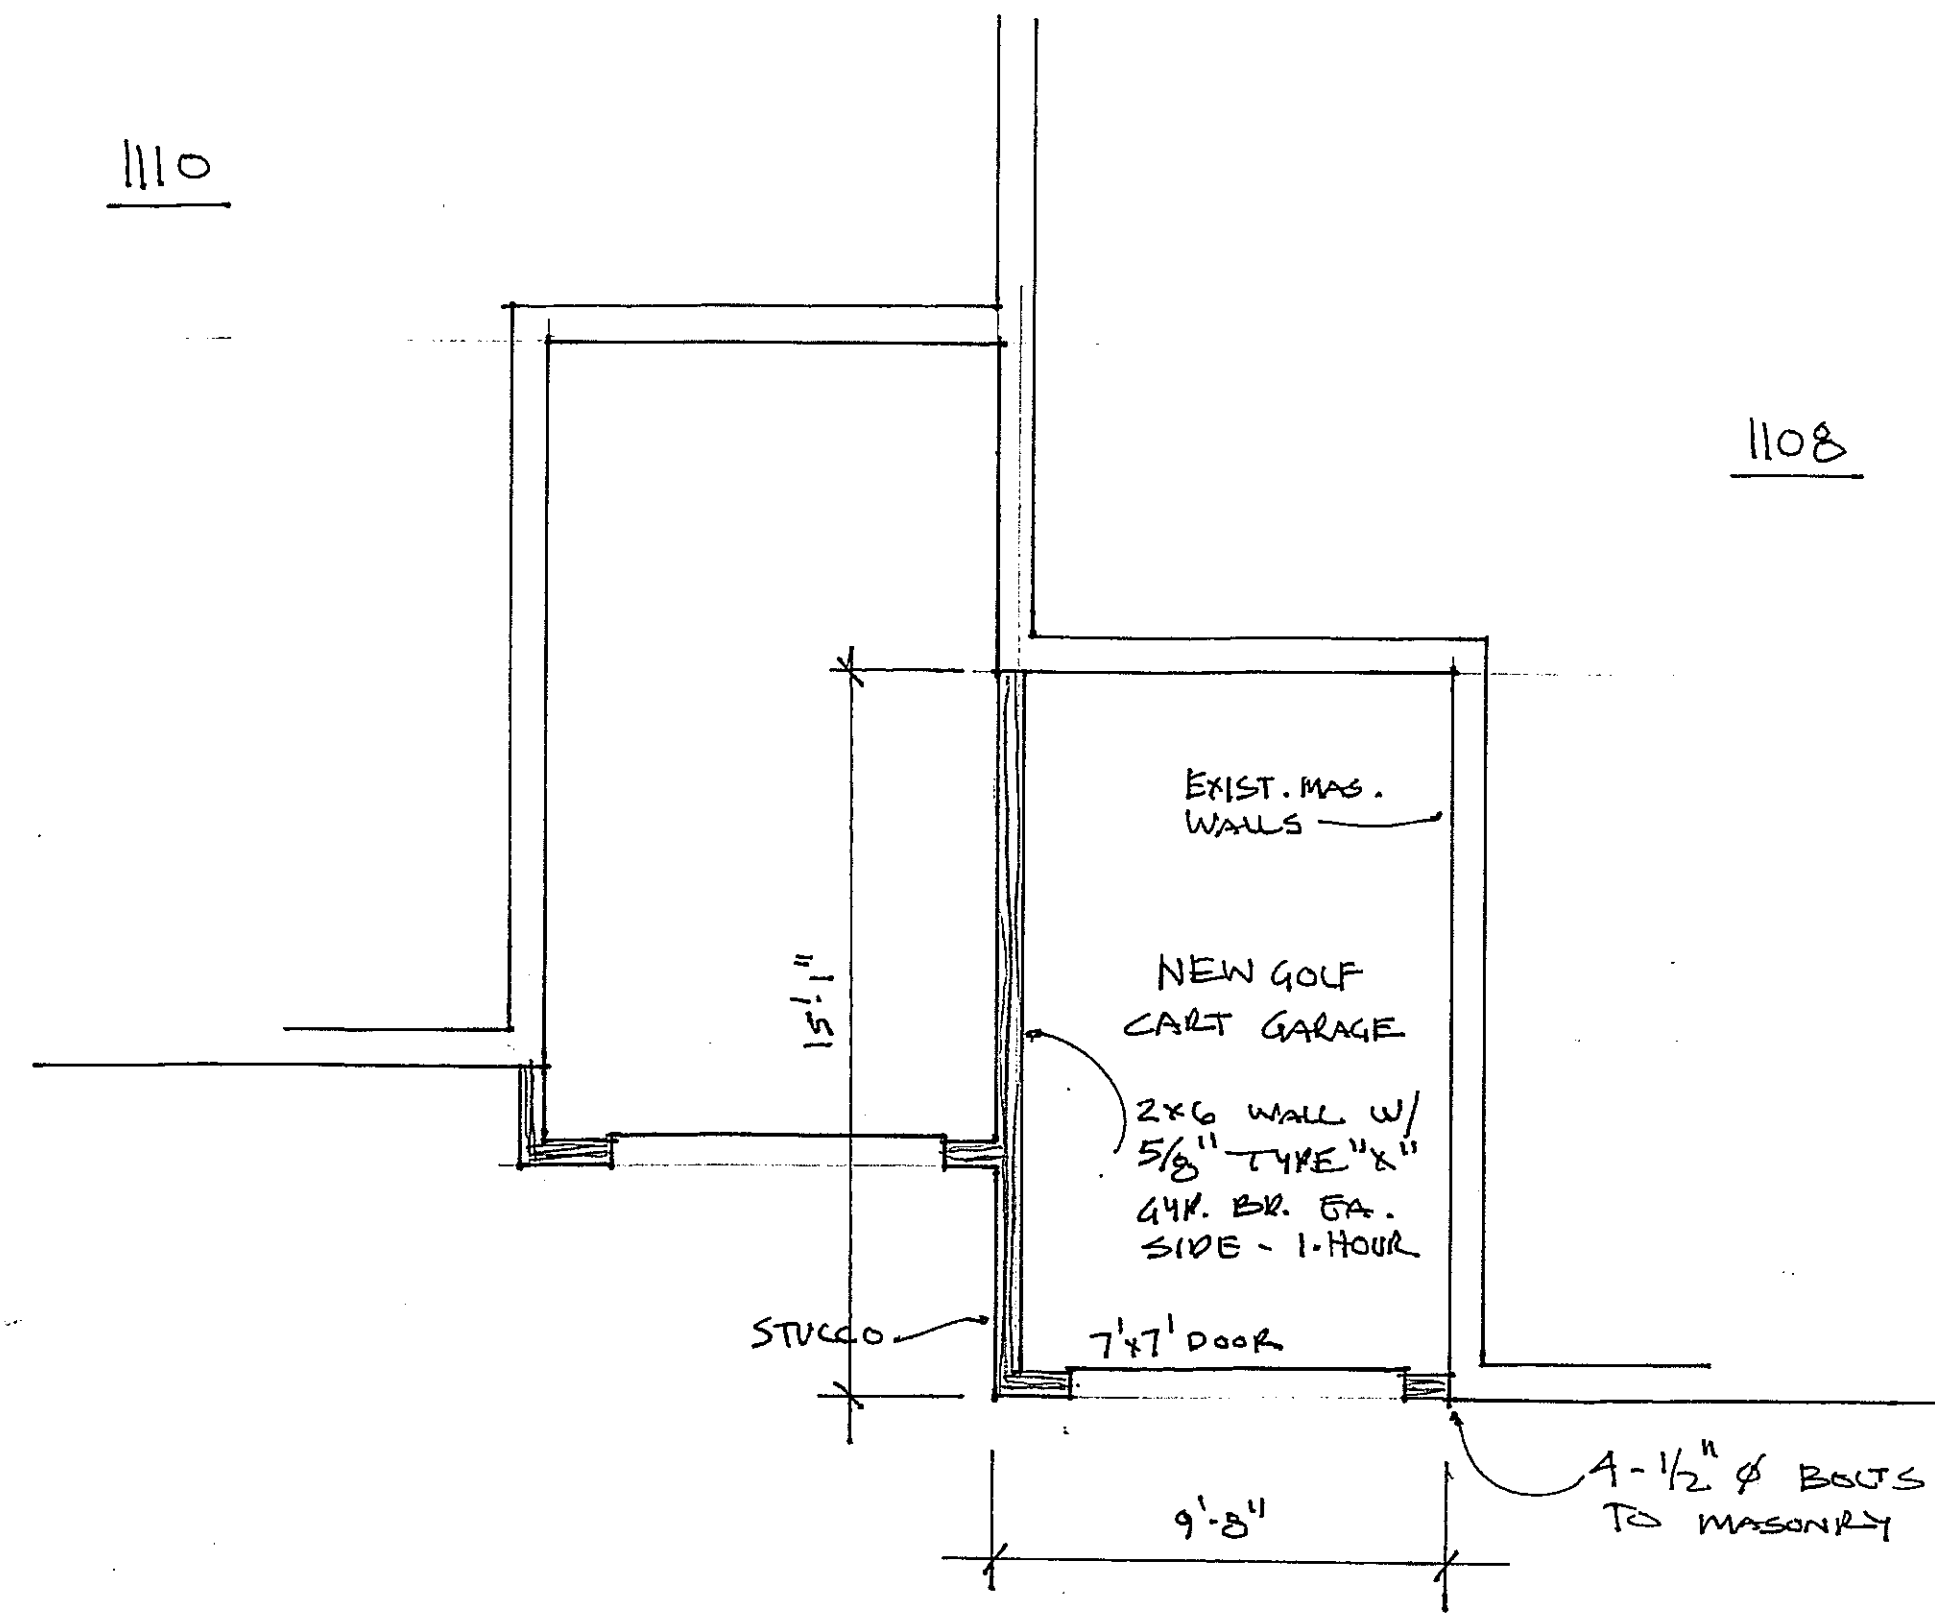 1110
1108
EXIST. MAS.
WALLS
15'-1"
NEW GOLF
CART GARAGE
2x6 WALL W/
5/8" TYPE "X"
GYP. BD. EA.
SIDE - 1-HOUR
STUCCO
7'x7' DOOR
4-1/2" Ø BOLTS
TO MASONRY
9'-8"